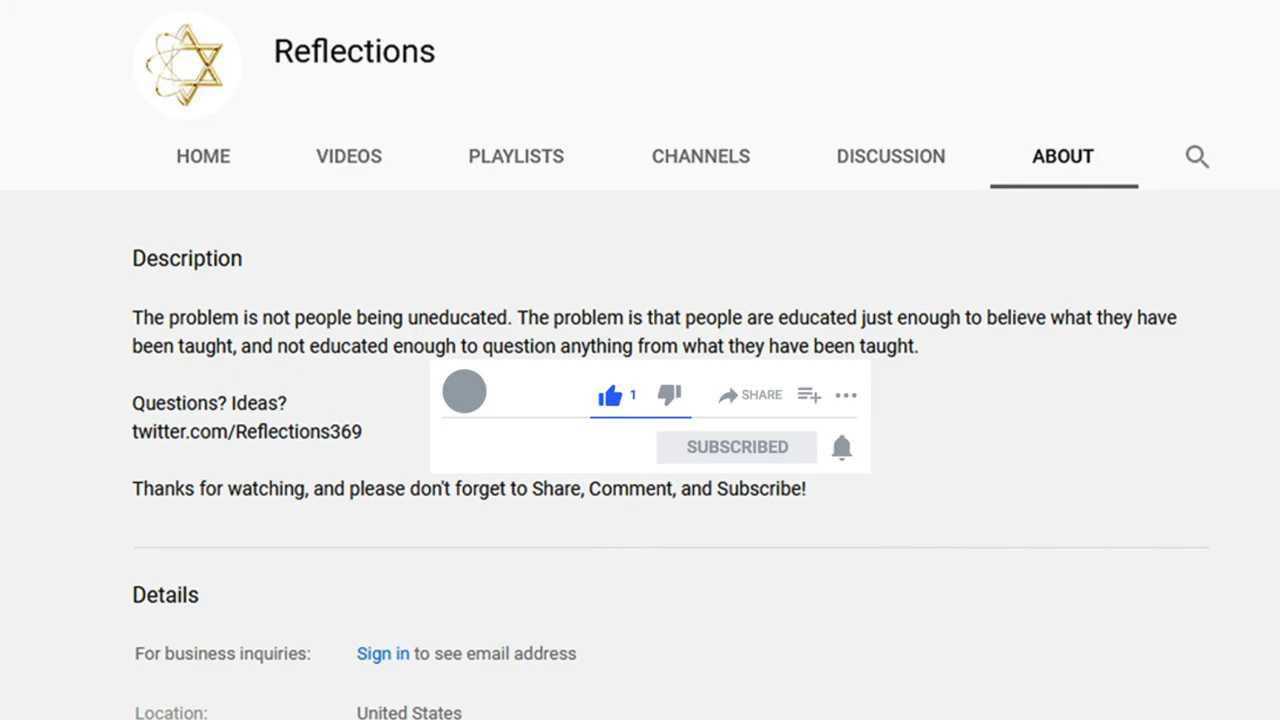 Reflections
HOME VIDEOS PLAYLISTS CHANNELS DISCUSSION ABOUT
Description
The problem is not people being uneducated. The problem is that people are educated just enough to believe what they have
been taught, and not educated enough to question anything from what they have been taught.
Questions? Ideas?
1 SHARE
twitter.com/Reflections369
SUBSCRIBED
Thanks for watching, and please don't forget to Share, Comment, and Subscribe!
Details
For business inquiries: Sign in to see email address
Location: United States